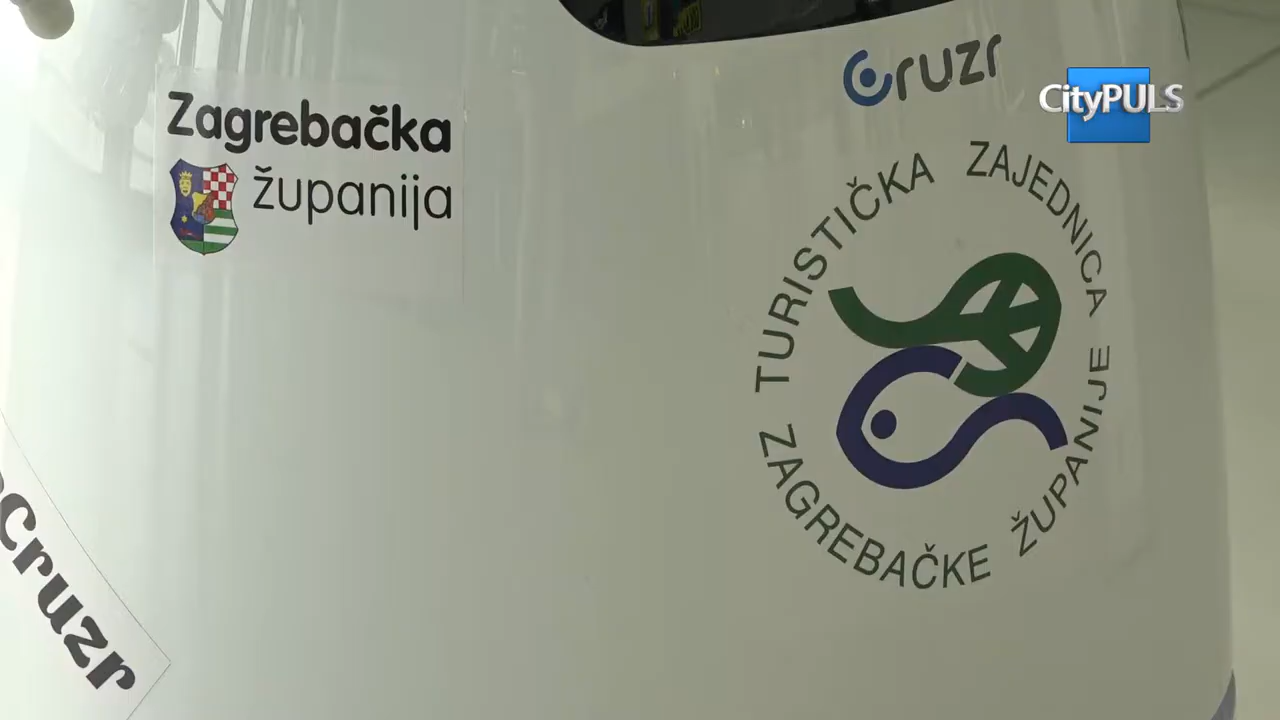 Zagrebačka
županija
cruzr
CityPULS
TURISTIČKA ZAJEDNICA
ZAGREBAČKE ŽUPANIJE
cruzr